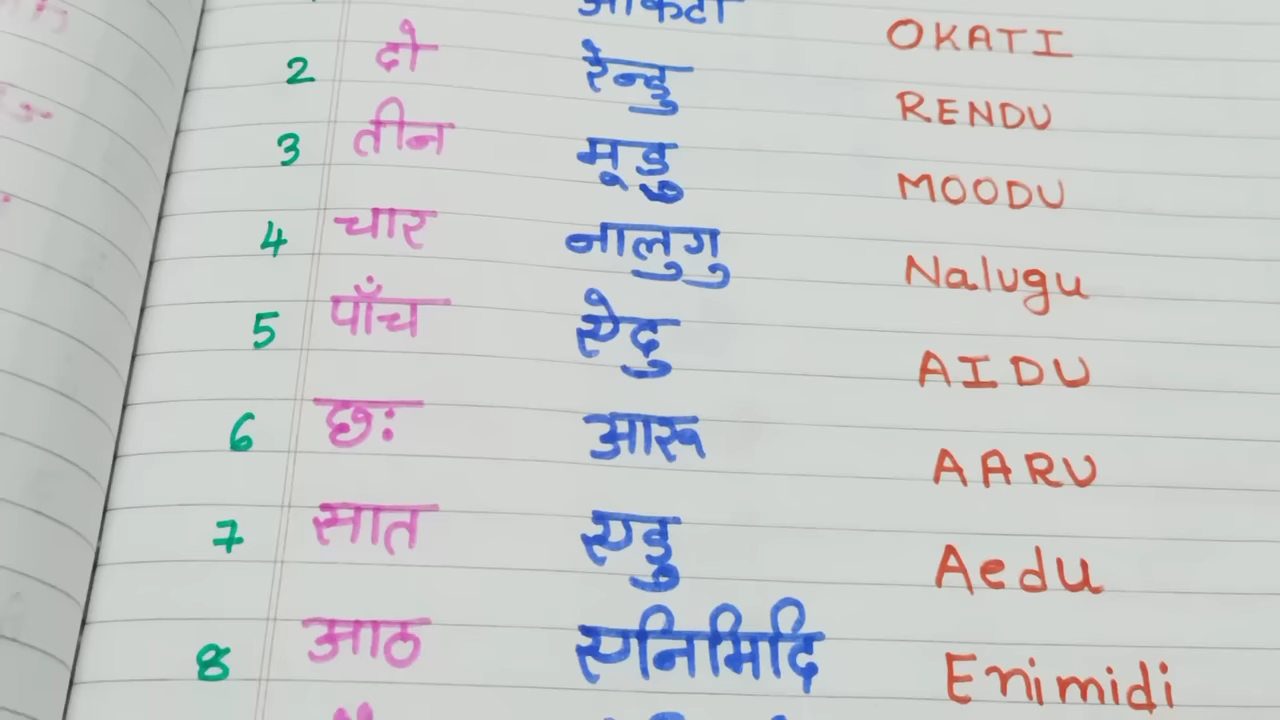 OKATI
2 दो रेन्डु RENDU
3 तीन मूडु MOODU
4 चार नालुगु Nalugu
5 पाँच ऐदु AIDU
6 छः आरू AARU
7 सात एडु Aedu
8 आठ एनिमिदि Enimidi